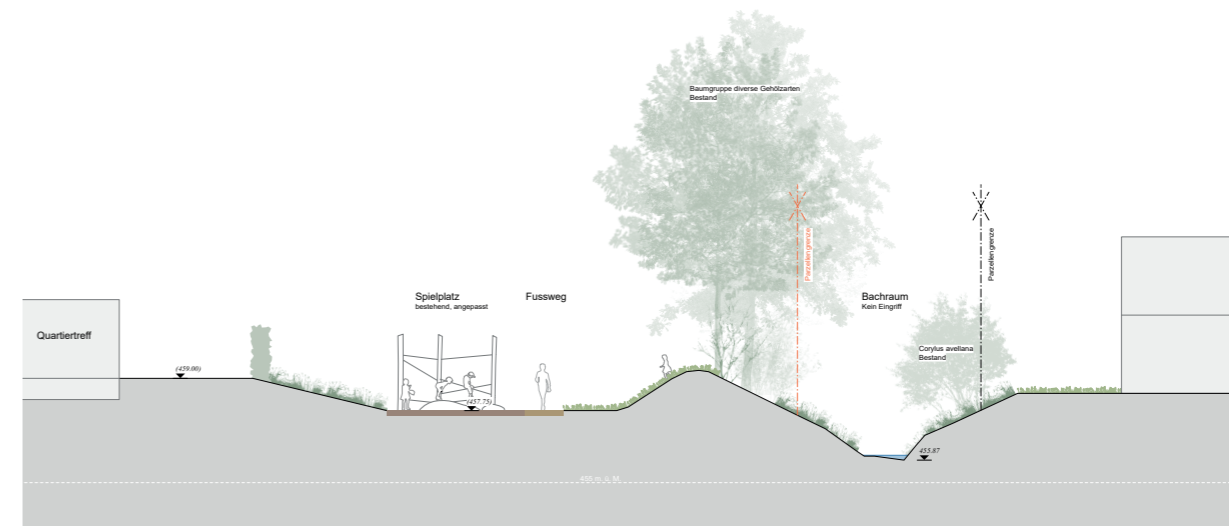 Baumgruppe diverse Gehölzarten
Bestand
Parzellengrenze
Parzellengrenze
Spielplatz
bestehend, angepasst
Fussweg
Bachraum
Kein Eingriff
Quartiertreff
Corylus avellana
Bestand
(459.00)
(457.75)
455.87
455 m. ü. M.